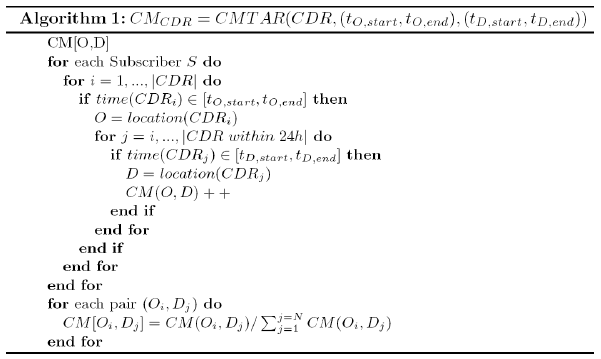 Algorithm 1: CM_CDR = CMTAR(CDR, (t_O,start, t_O,end), (t_D,start, t_D,end))
CM[O,D]
for each Subscriber S do
for i = 1, ..., |CDR| do
if time(CDR_i) ∈ [t_O,start, t_O,end] then
O = location(CDR_i)
for j = i, ..., |CDR within 24h| do
if time(CDR_j) ∈ [t_D,start, t_D,end] then
D = location(CDR_j)
CM(O, D) + +
end if
end for
end if
end for
end for
for each pair (O_i, D_j) do
CM[O_i, D_j] = CM(O_i, D_j)/ ∑_{j=1}^{j=N} CM(O_i, D_j)
end for